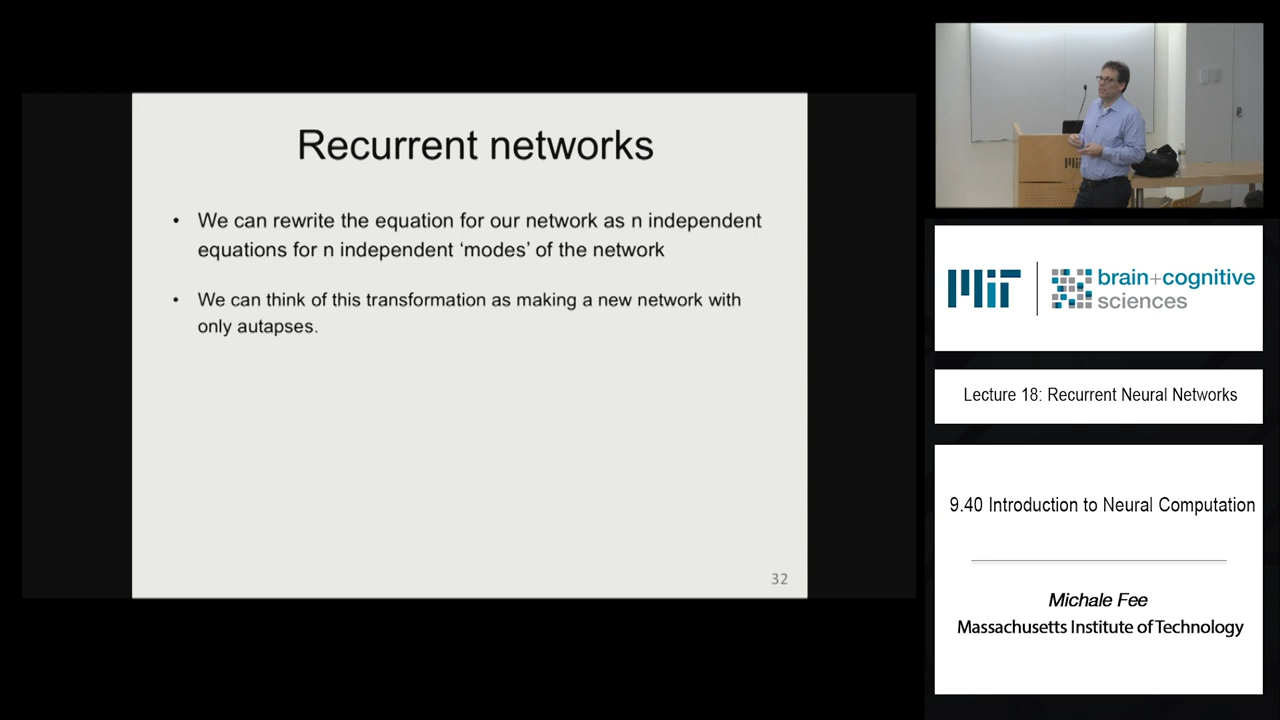 Recurrent networks
• We can rewrite the equation for our network as n independent
equations for n independent ‘modes’ of the network
• We can think of this transformation as making a new network with
only autapses.
32
MIT
MIT
brain+cognitive
sciences
Lecture 18: Recurrent Neural Networks
9.40 Introduction to Neural Computation
Michale Fee
Massachusetts Institute of Technology